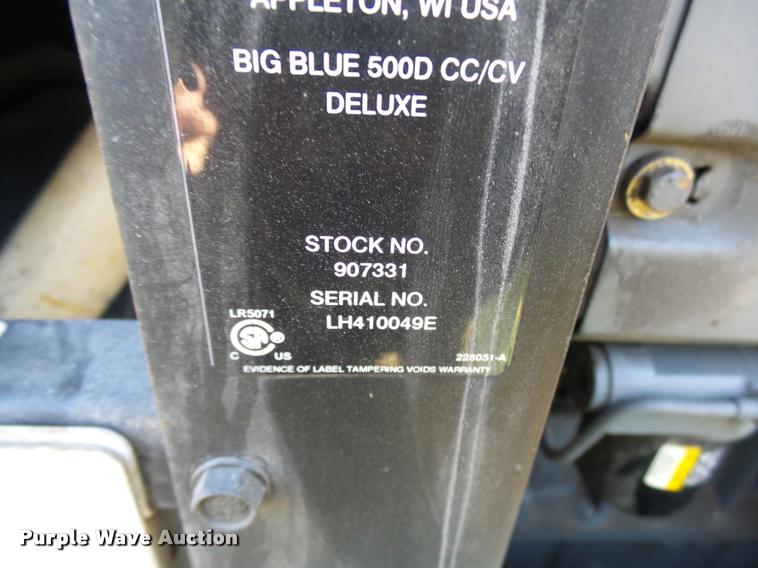 APPLETON, WI USA
BIG BLUE 500D CC/CV
DELUXE
STOCK NO.
907331
SERIAL NO.
LH410049E
LR5071
SP®
C US
228051-A
EVIDENCE OF LABEL TAMPERING VOIDS WARRANTY
Purple Wave Auction